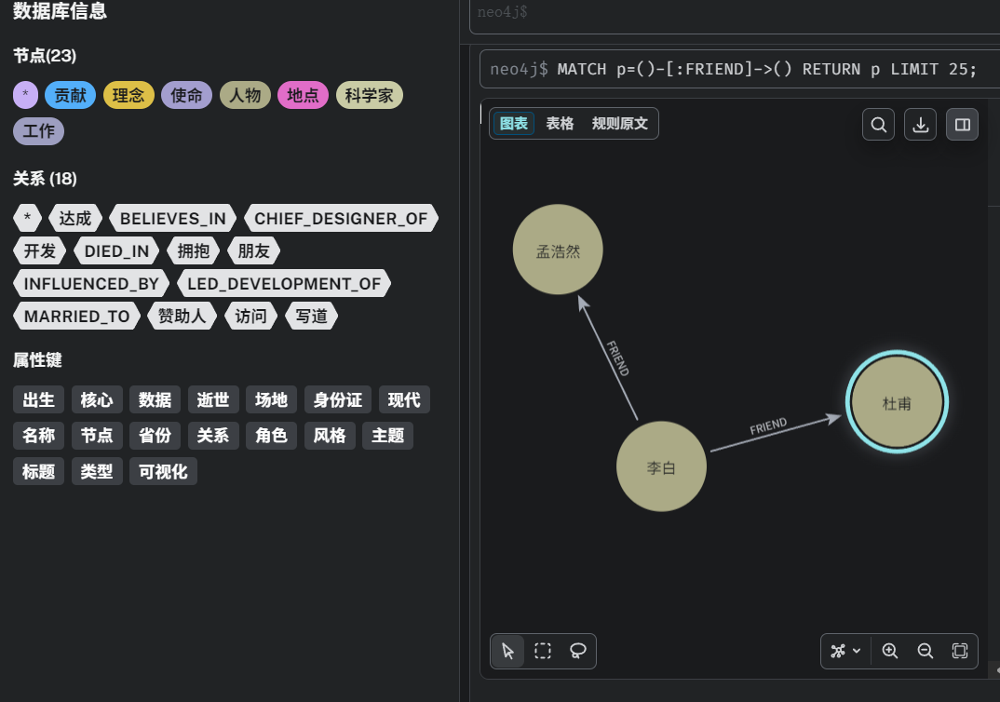 数据库信息
节点(23)
* 贡献 理念 使命 人物 地点 科学家
工作
关系 (18)
* 达成 BELIEVES_IN CHIEF_DESIGNER_OF
开发 DIED_IN 拥抱 朋友
INFLUENCED_BY LED_DEVELOPMENT_OF
MARRIED_TO 赞助人 访问 写道
属性键
出生 核心 数据 逝世 场地 身份证 现代
名称 节点 省份 关系 角色 风格 主题
标题 类型 可视化
neo4j$
neo4j$ MATCH p=()-[:FRIEND]->() RETURN p LIMIT 25;
图表 表格 规则原文
孟浩然
FRIEND
杜甫
FRIEND
李白